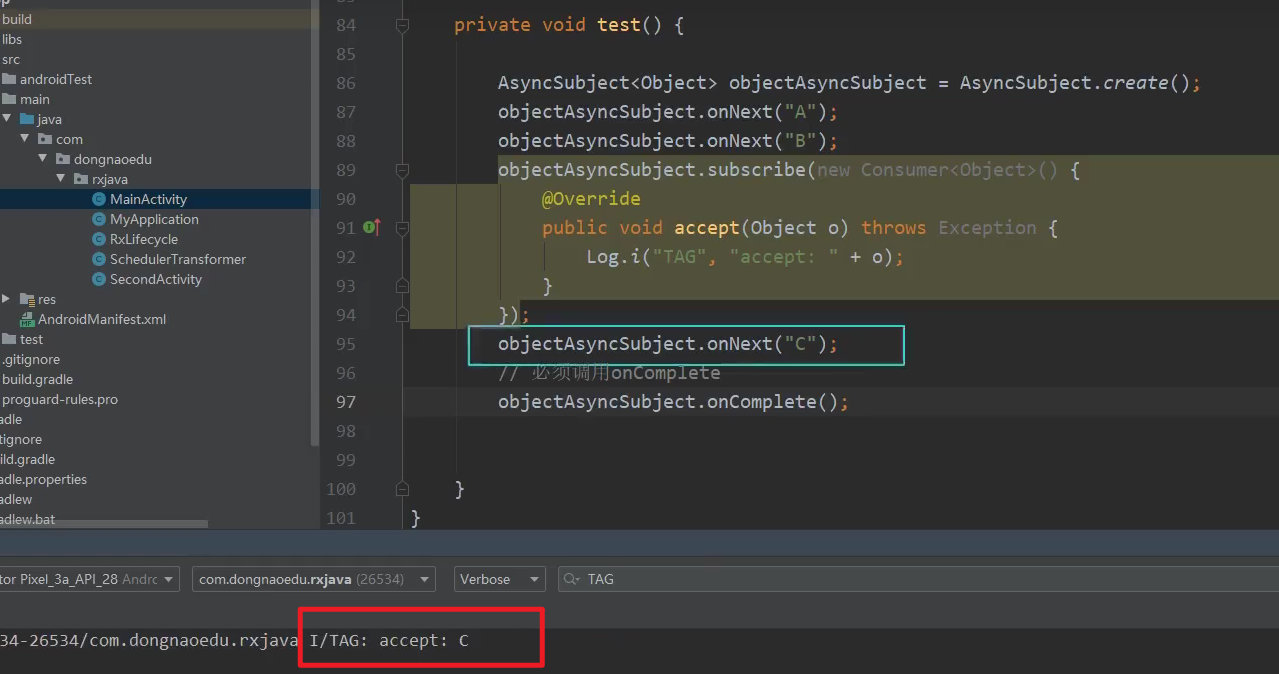 build
libs
src
androidTest
main
java
com
dongnaoedu
rxjava
MainActivity
MyApplication
RxLifecycle
SchedulerTransformer
SecondActivity
res
AndroidManifest.xml
test
.gitignore
build.gradle
proguard-rules.pro
adle
itignore
ild.gradle
adle.properties
adlew
adlew.bat
84 private void test() {
85
86 AsyncSubject<Object> objectAsyncSubject = AsyncSubject.create();
87 objectAsyncSubject.onNext("A");
88 objectAsyncSubject.onNext("B");
89 objectAsyncSubject.subscribe(new Consumer<Object>() {
90 @Override
91 public void accept(Object o) throws Exception {
92 Log.i("TAG", "accept: " + o);
93 }
94 });
95 objectAsyncSubject.onNext("C");
96 // 必须调用onComplete
97 objectAsyncSubject.onComplete();
98
99
100 }
101 }
tor Pixel_3a_API_28 Andrc com.dongnaoedu.rxjava (26534) Verbose TAG
34-26534/com.dongnaoedu.rxjava I/TAG: accept: C